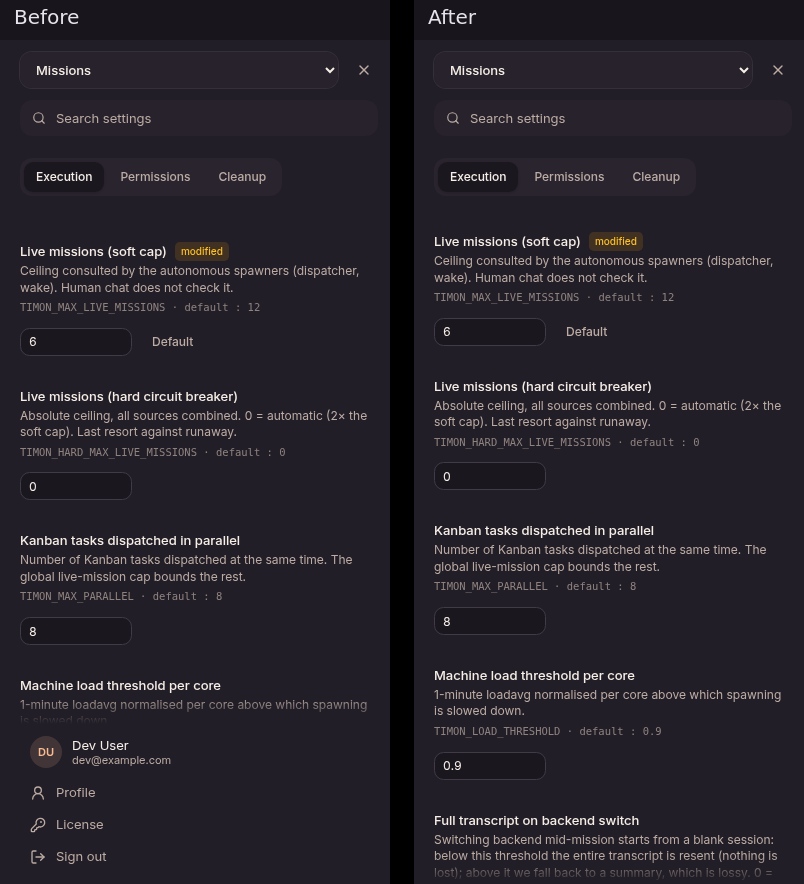 Before
Missions
Search settings
Execution Permissions Cleanup
Live missions (soft cap) modified
Ceiling consulted by the autonomous spawners (dispatcher,
wake). Human chat does not check it.
TIMON_MAX_LIVE_MISSIONS · default : 12
6 Default
Live missions (hard circuit breaker)
Absolute ceiling, all sources combined. 0 = automatic (2× the
soft cap). Last resort against runaway.
TIMON_HARD_MAX_LIVE_MISSIONS · default : 0
0
Kanban tasks dispatched in parallel
Number of Kanban tasks dispatched at the same time. The
global live-mission cap bounds the rest.
TIMON_MAX_PARALLEL · default : 8
8
Machine load threshold per core
1-minute loadavg normalised per core above which spawning
is slowed down.
DU Dev User
dev@example.com
Profile
License
Sign out
After
Missions
Search settings
Execution Permissions Cleanup
Live missions (soft cap) modified
Ceiling consulted by the autonomous spawners (dispatcher,
wake). Human chat does not check it.
TIMON_MAX_LIVE_MISSIONS · default : 12
6 Default
Live missions (hard circuit breaker)
Absolute ceiling, all sources combined. 0 = automatic (2× the
soft cap). Last resort against runaway.
TIMON_HARD_MAX_LIVE_MISSIONS · default : 0
0
Kanban tasks dispatched in parallel
Number of Kanban tasks dispatched at the same time. The
global live-mission cap bounds the rest.
TIMON_MAX_PARALLEL · default : 8
8
Machine load threshold per core
1-minute loadavg normalised per core above which spawning
is slowed down.
TIMON_LOAD_THRESHOLD · default : 0.9
0.9
Full transcript on backend switch
Switching backend mid-mission starts from a blank session:
below this threshold the entire transcript is resent (nothing is
lost); above it we fall back to a summary, which is lossy. 0 =